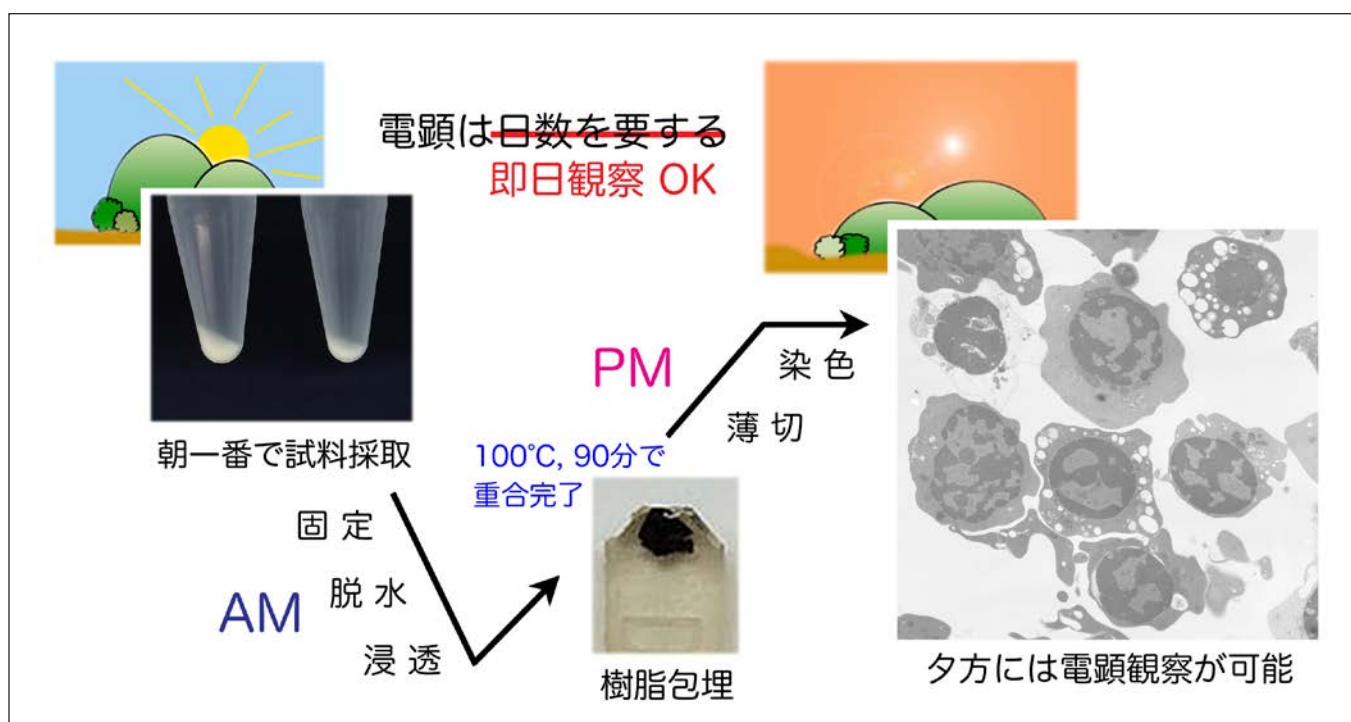 電顕は日数を要する
即日観察 OK
朝一番で試料採取
固 定
脱 水
浸 透
AM
100℃, 90分で
重合完了
樹脂包埋
PM
薄 切
染 色
夕方には電顕観察が可能